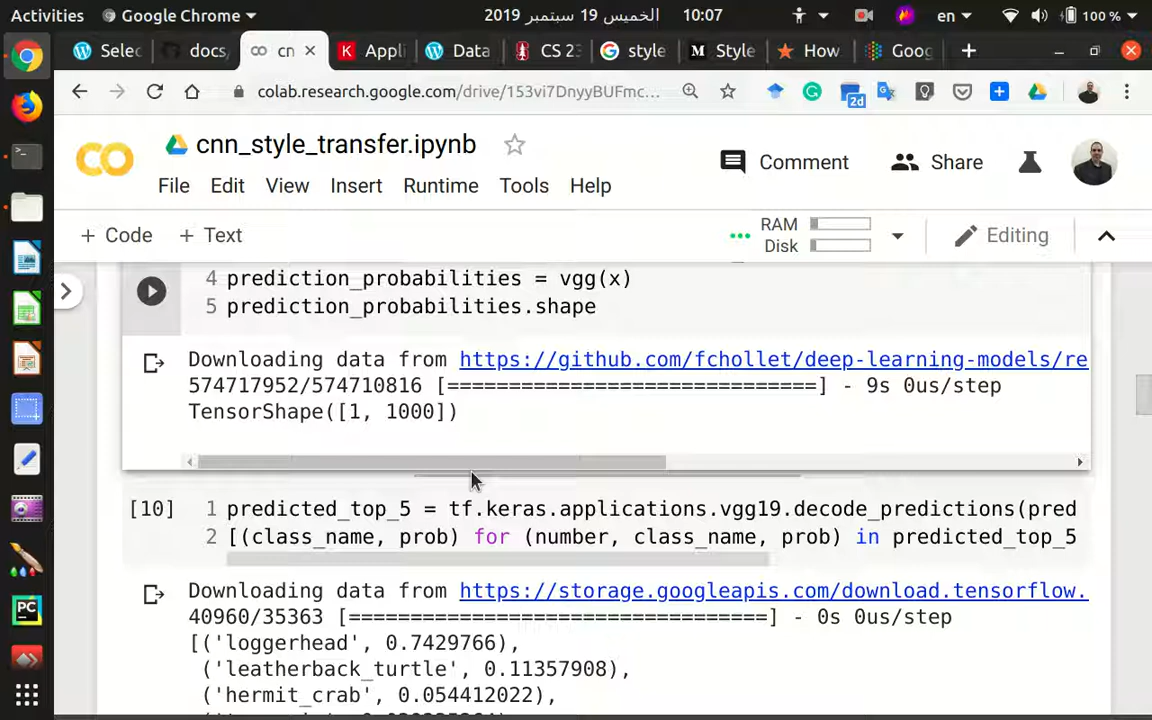 Activities
Google Chrome
الخميس 19 سبتمبر 2019
10:07
en
100 %
Selec
docs,
cn
Appli
Data
CS 23
style
Style
How
Goog
colab.research.google.com/drive/153vi7DnyyBUFmc...
2d
cnn_style_transfer.ipynb
Comment
Share
File Edit View Insert Runtime Tools Help
+ Code + Text
RAM
Disk
Editing
4 prediction_probabilities = vgg(x)
5 prediction_probabilities.shape
Downloading data from https://github.com/fchollet/deep-learning-models/re
574717952/574710816 [==============================] - 9s 0us/step
TensorShape([1, 1000])
[10] 1 predicted_top_5 = tf.keras.applications.vgg19.decode_predictions(pred
2 [(class_name, prob) for (number, class_name, prob) in predicted_top_5
Downloading data from https://storage.googleapis.com/download.tensorflow.
40960/35363 [==================================] - 0s 0us/step
[('loggerhead', 0.7429766),
('leatherback_turtle', 0.11357908),
('hermit_crab', 0.054412022),